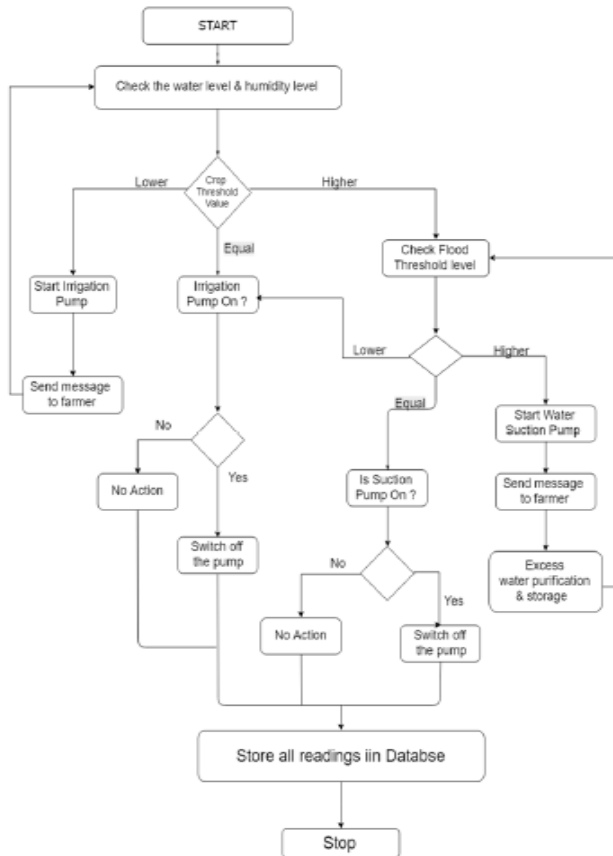 START
Check the water level & humidity level
Crop
Threshold
Value
Lower
Higher
Equal
Start Irrigation
Pump
Irrigation
Pump On ?
Check Flood
Threshold level
Send message
to farmer
Lower
Higher
Equal
Start Water
Suction Pump
No
Yes
No Action
Is Suction
Pump On ?
Send message
to farmer
Switch off
the pump
Excess
water purification
& storage
No
Yes
No Action
Switch off
the pump
Store all readings iin Databse
Stop